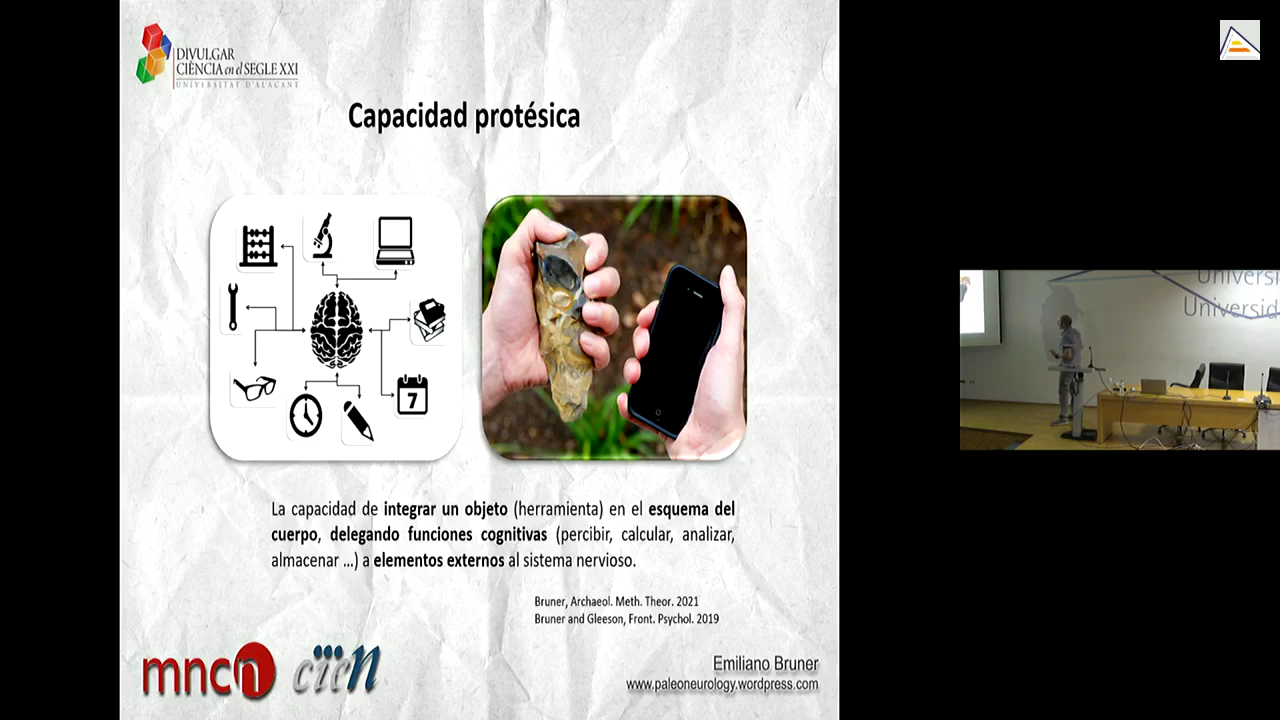 DIVULGAR
CIÈNCIA en el SEGLE XXI
UNIVERSITAT D'ALACANT
Capacidad protésica
7
La capacidad de integrar un objeto (herramienta) en el esquema del
cuerpo, delegando funciones cognitivas (percibir, calcular, analizar,
almacenar ...) a elementos externos al sistema nervioso.
Bruner, Archaeol. Meth. Theor. 2021
Bruner and Gleeson, Front. Psychol. 2019
mncn
Emiliano Bruner
www.paleoneurology.wordpress.com
Universi
Universid